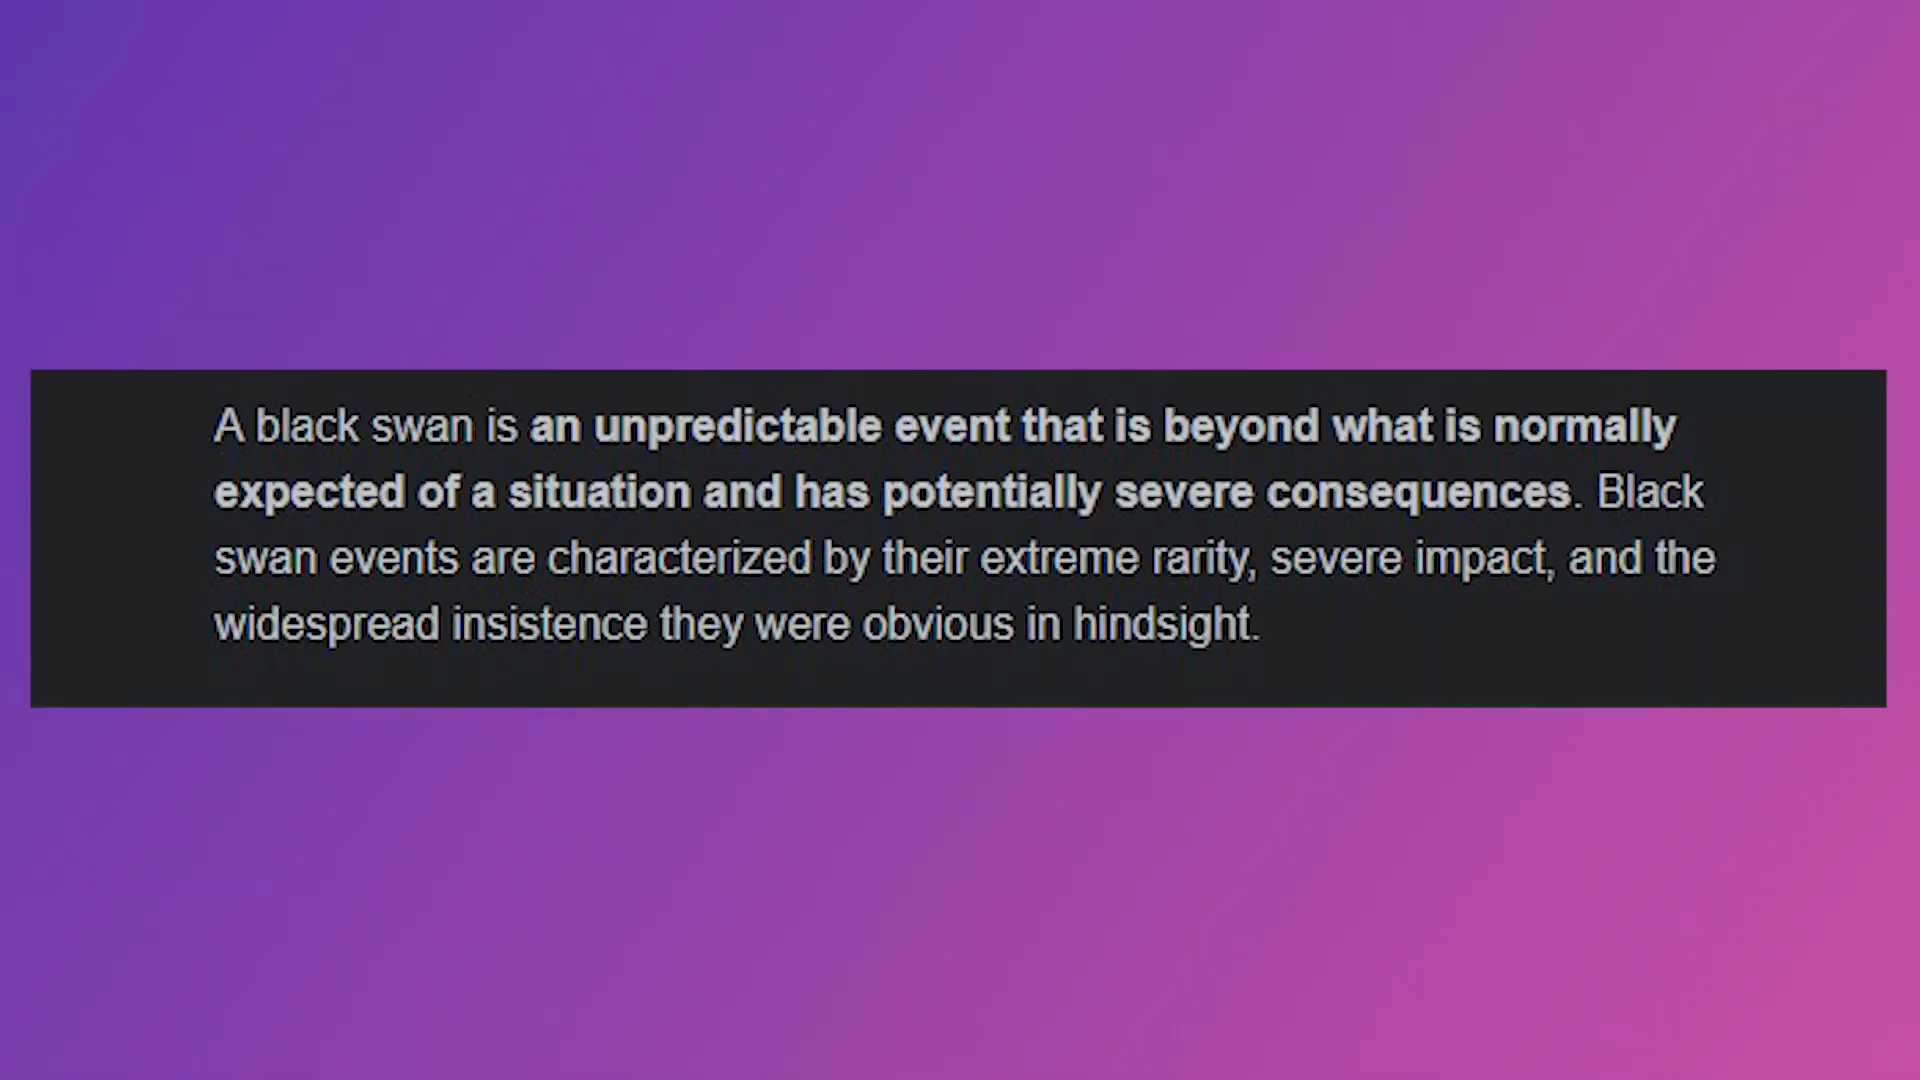 A black swan is an unpredictable event that is beyond what is normally
expected of a situation and has potentially severe consequences. Black
swan events are characterized by their extreme rarity, severe impact, and the
widespread insistence they were obvious in hindsight.